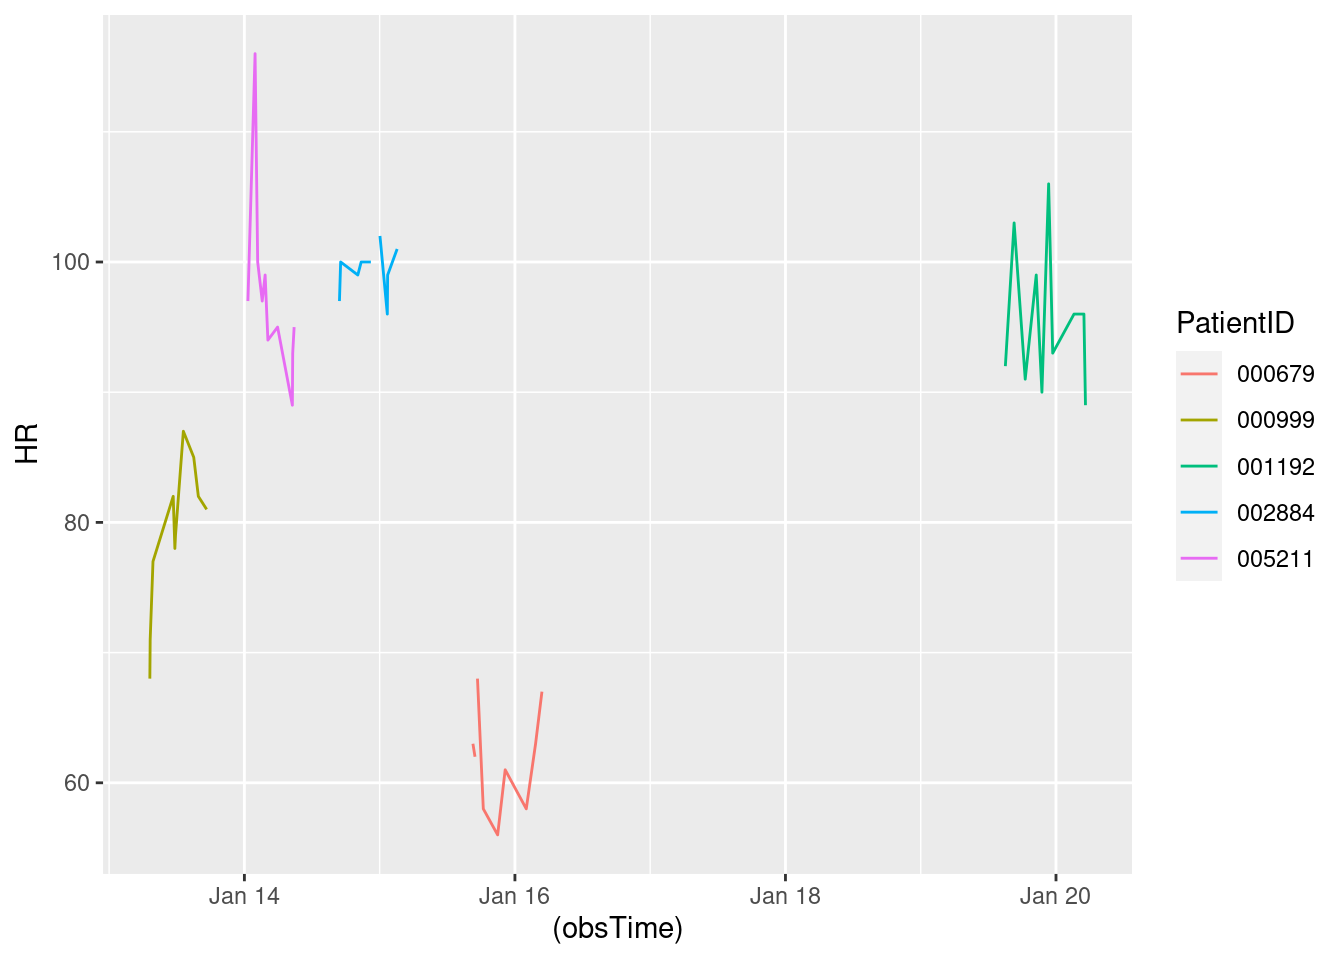 HR
100
80
60
Jan 14
Jan 16
Jan 18
Jan 20
(obsTime)
PatientID
000679
000999
001192
002884
005211